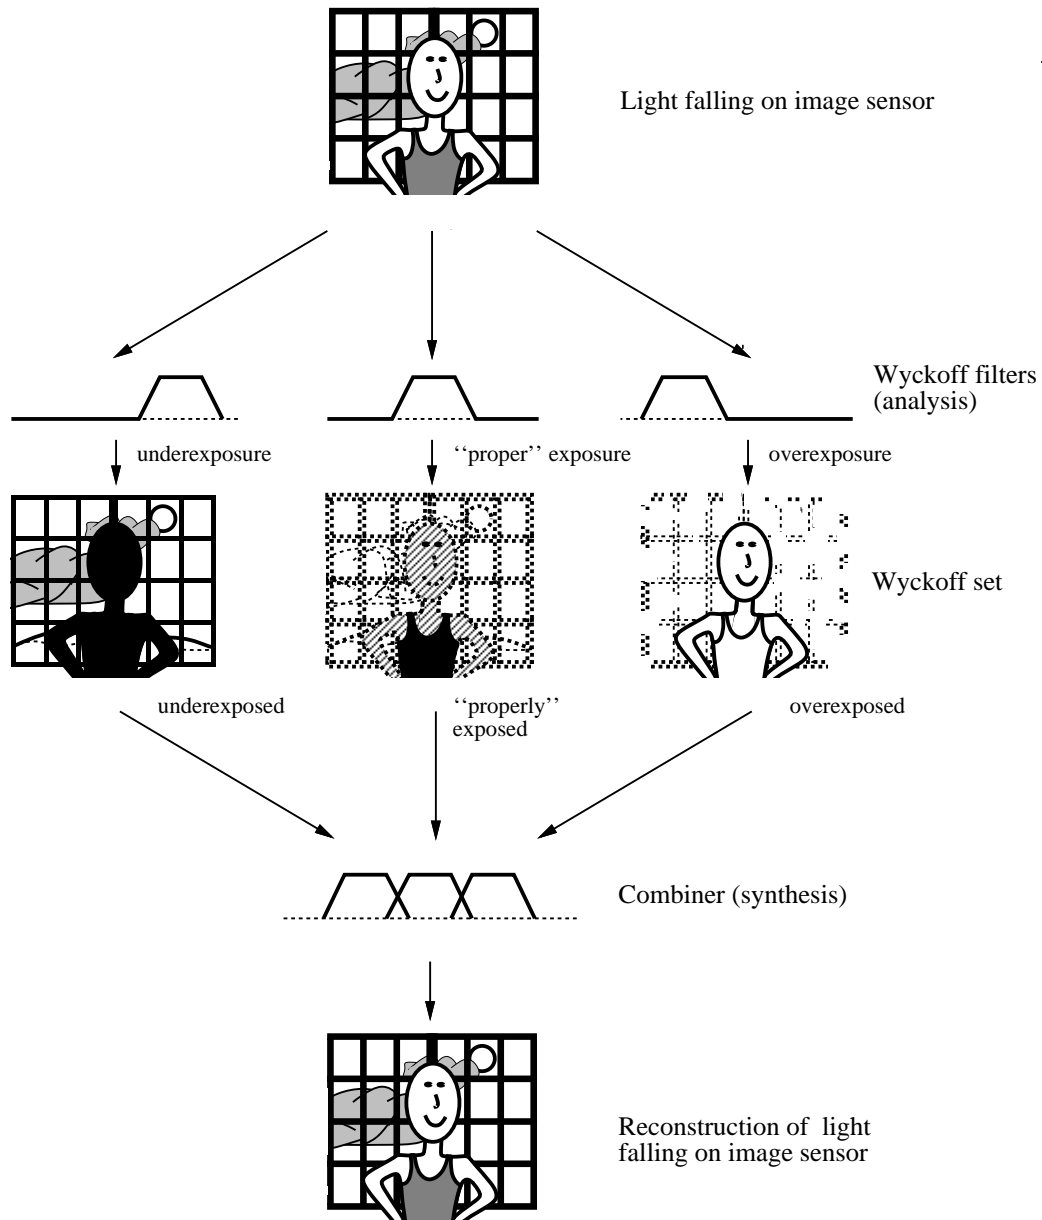 Light falling on image sensor
Wyckoff filters
(analysis)
underexposure
‘‘proper’’ exposure
overexposure
Wyckoff set
underexposed
‘‘properly’’
exposed
overexposed
Combiner (synthesis)
Reconstruction of light
falling on image sensor